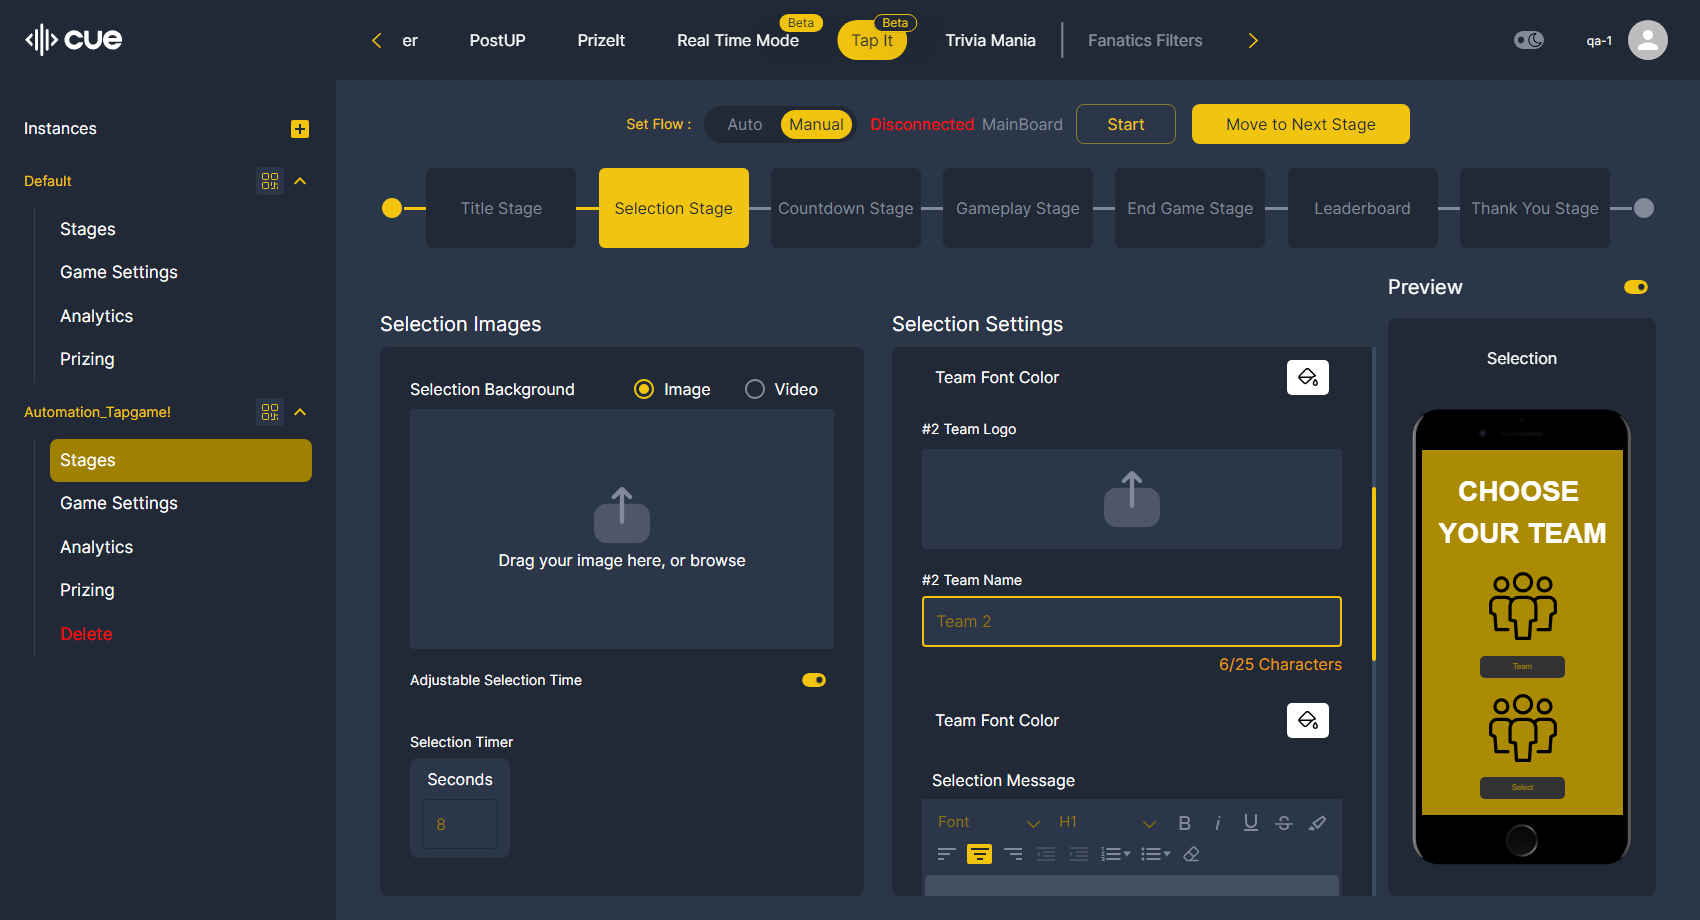 cue
er
PostUP
PrizeIt
Real Time Mode
Beta
Tap It
Beta
Trivia Mania
Fanatics Filters
qa-1
Instances
Default
Stages
Game Settings
Analytics
Prizing
Automation_Tapgame!
Stages
Game Settings
Analytics
Prizing
Delete
Set Flow :
Auto
Manual
Disconnected MainBoard
Start
Move to Next Stage
Title Stage
Selection Stage
Countdown Stage
Gameplay Stage
End Game Stage
Leaderboard
Thank You Stage
Selection Images
Selection Background
Image
Video
Drag your image here, or browse
Adjustable Selection Time
Selection Timer
Seconds
8
Selection Settings
Team Font Color
#2 Team Logo
#2 Team Name
Team 2
6/25 Characters
Team Font Color
Selection Message
Font
H1
B
i
U
S
Preview
Selection
CHOOSE
YOUR TEAM
Team
Select